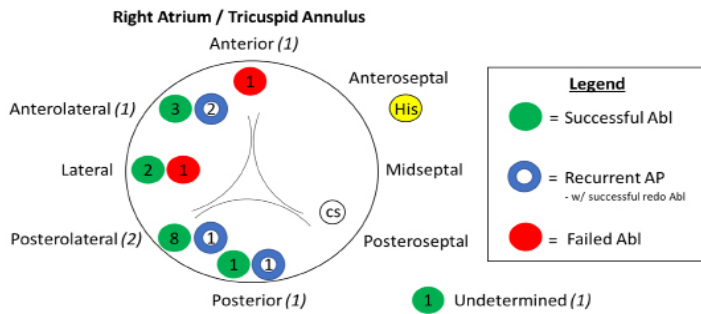 Right Atrium / Tricuspid Annulus
Anterior (1)
1
Anteroseptal
His
Anterolateral (1)
3
2
Lateral
2
1
Midseptal
cs
Posterolateral (2)
8
1
Posteroseptal
1
1
Posterior (1)
1
Undetermined (1)
Legend
= Successful Abl
= Recurrent AP
- w/ successful redo Abl
= Failed Abl